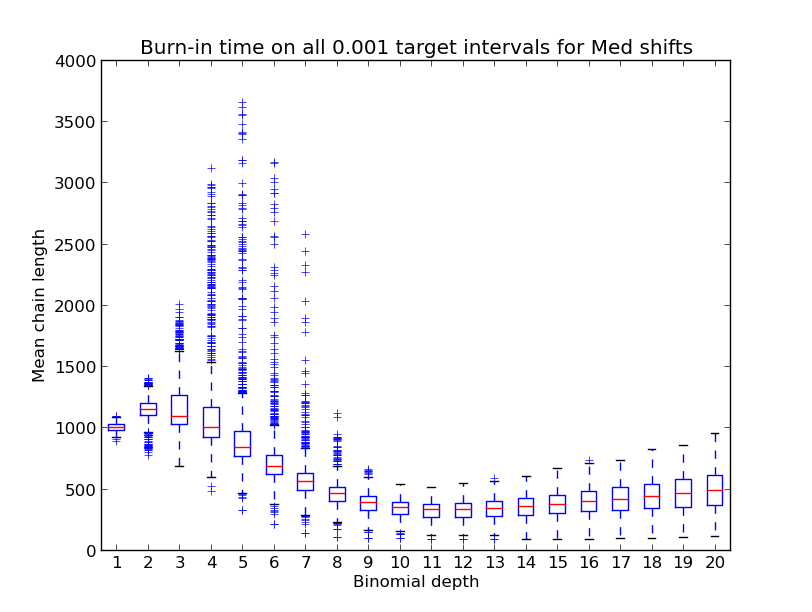 Burn-in time on all 0.001 target intervals for Med shifts
4000
3500
3000
2500
2000
1500
1000
500
0
Mean chain length
1 2 3 4 5 6 7 8 9 10 11 12 13 14 15 16 17 18 19 20
Binomial depth